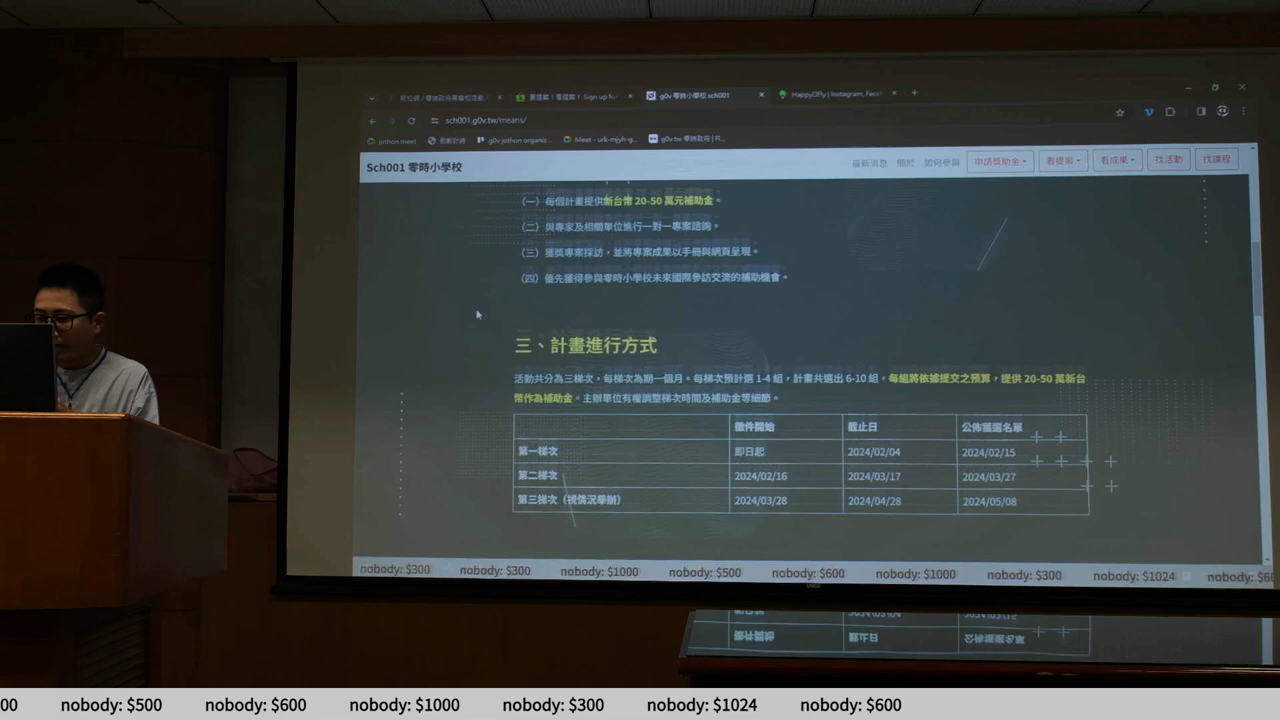 g0v 零時小學校 sch001
sch001.g0v.tw/means/
jothon meet
g0v jothon organiz...
Meet - urk-mjyh-g...
Sch001 零時小學校
最新消息 關於 如何參與 申請獎助金 看提案 看成果 找活動 找課程
（一）每個計畫提供新台幣 20-50 萬元補助金。
（二）與專家及相關單位進行一對一專案諮詢。
（三）獲獎專案採訪，並將專案成果以手冊與網頁呈現。
（四）優先獲得參與零時小學校未來國際參訪交流的補助機會。
三、計畫進行方式
活動共分為三梯次，每梯次為期一個月。每梯次預計選 1-4 組，計畫共選出 6-10 組，每組將依據提交之預算，提供 20-50 萬新台
幣作為補助金。主辦單位有權調整梯次時間及補助金等細節。
徵件開始 截止日 公佈獲選名單
第一梯次 即日起 2024/02/04 2024/02/15
第二梯次 2024/02/16 2024/03/17 2024/03/27
第三梯次（視情況舉辦） 2024/03/28 2024/04/28 2024/05/08
nobody: $300 nobody: $300 nobody: $1000 nobody: $500 nobody: $600 nobody: $1000 nobody: $300 nobody: $1024 nobody: $60
00 nobody: $500 nobody: $600 nobody: $1000 nobody: $300 nobody: $1024 nobody: $600